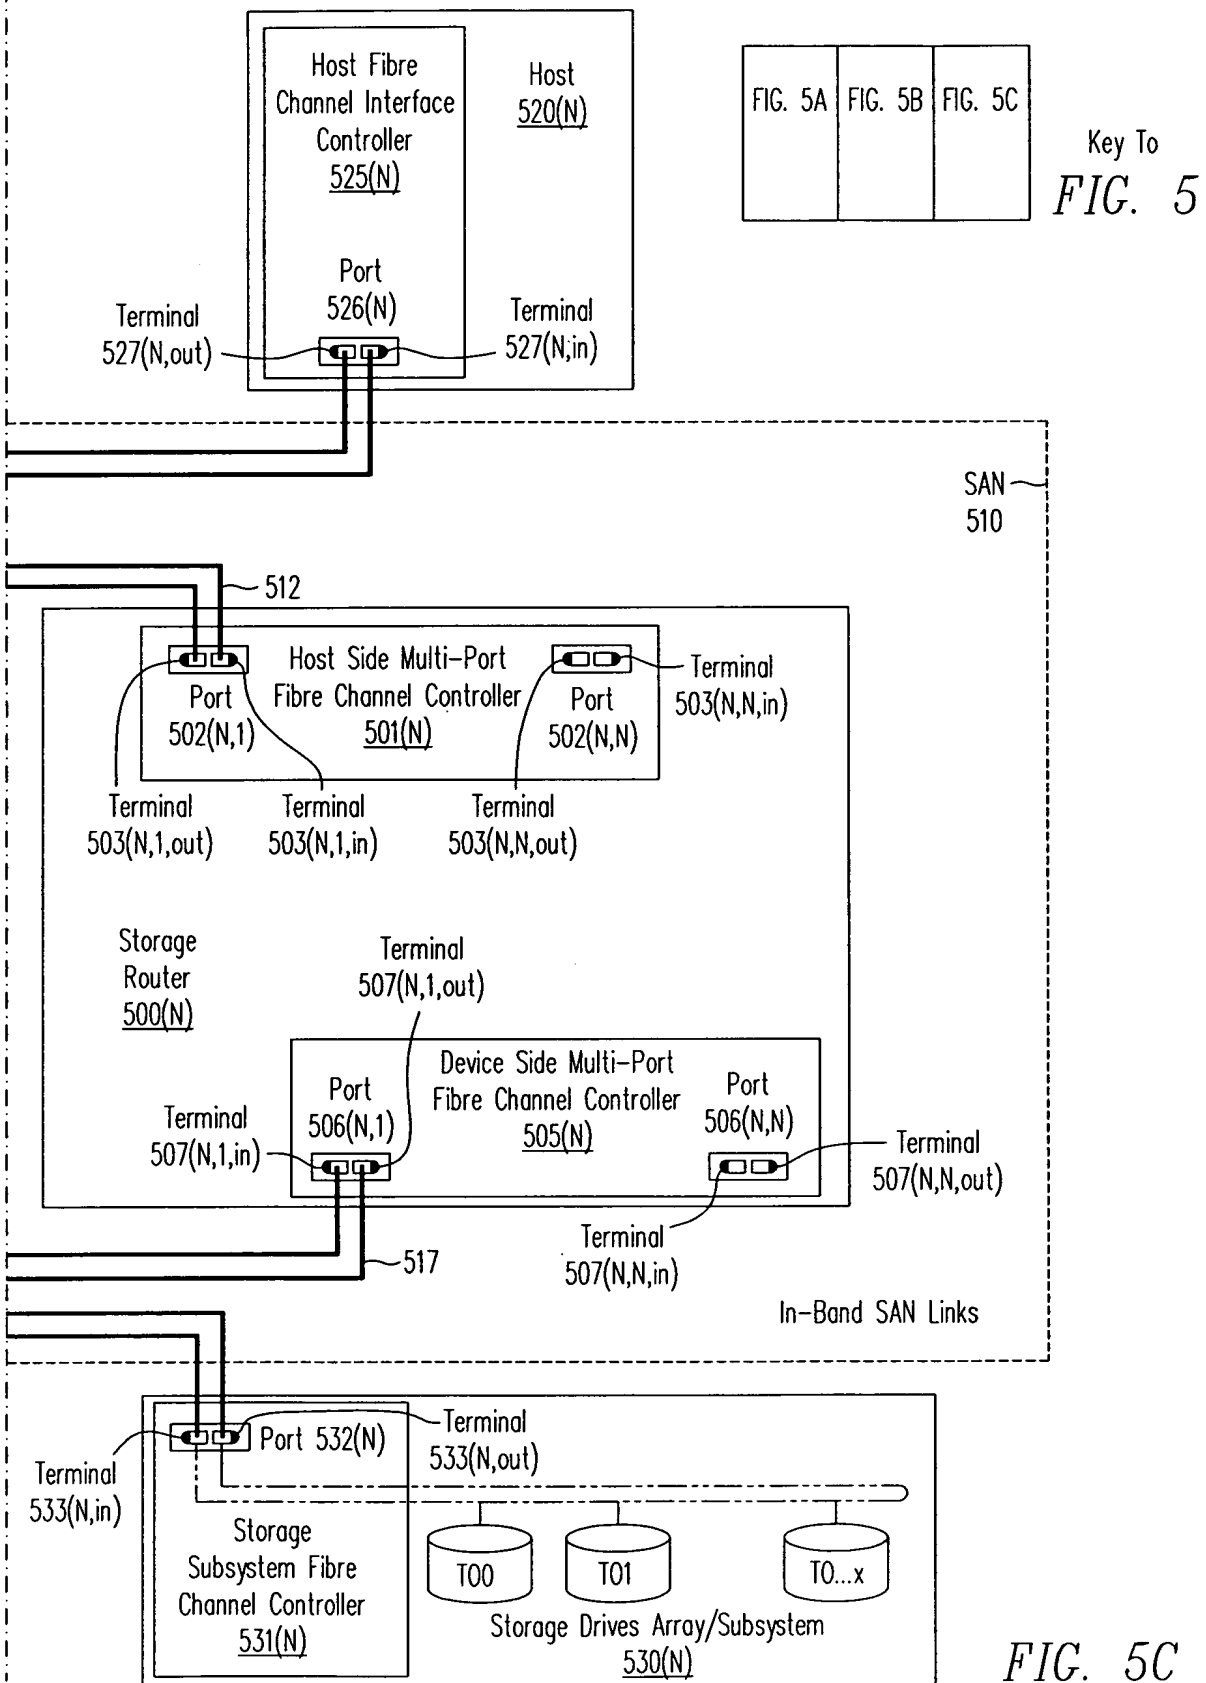 Host Fibre
Channel Interface
Controller
525(N)
Host
520(N)
FIG. 5A
FIG. 5B
FIG. 5C
Key To
FIG. 5
Port
526(N)
Terminal
527(N,out)
Terminal
527(N,in)
SAN
510
512
Host Side Multi-Port
Fibre Channel Controller
501(N)
Port
502(N,1)
Port
502(N,N)
Terminal
503(N,N,in)
Terminal
503(N,1,out)
Terminal
503(N,1,in)
Terminal
503(N,N,out)
Storage
Router
500(N)
Terminal
507(N,1,out)
Device Side Multi-Port
Fibre Channel Controller
505(N)
Port
506(N,1)
Port
506(N,N)
Terminal
507(N,1,in)
Terminal
507(N,N,out)
Terminal
507(N,N,in)
517
In-Band SAN Links
Port 532(N)
Terminal
533(N,out)
Terminal
533(N,in)
Storage
Subsystem Fibre
Channel Controller
531(N)
T00
T01
T0...x
Storage Drives Array/Subsystem
530(N)
FIG. 5C